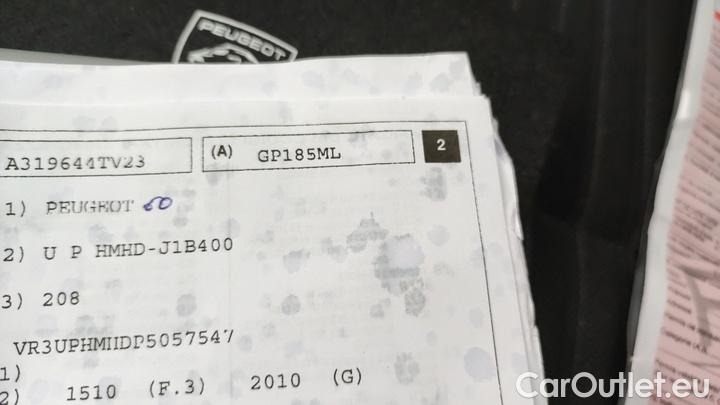 PEUGEOT
A319644TV23
(A) GP185ML 2
1) PEUGEOT 60
2) U P HMHD-J1B400
3) 208
VR3UPHMHDP5057547
1)
2) 1510 (F.3) 2010 (G)
CarOutlet.eu